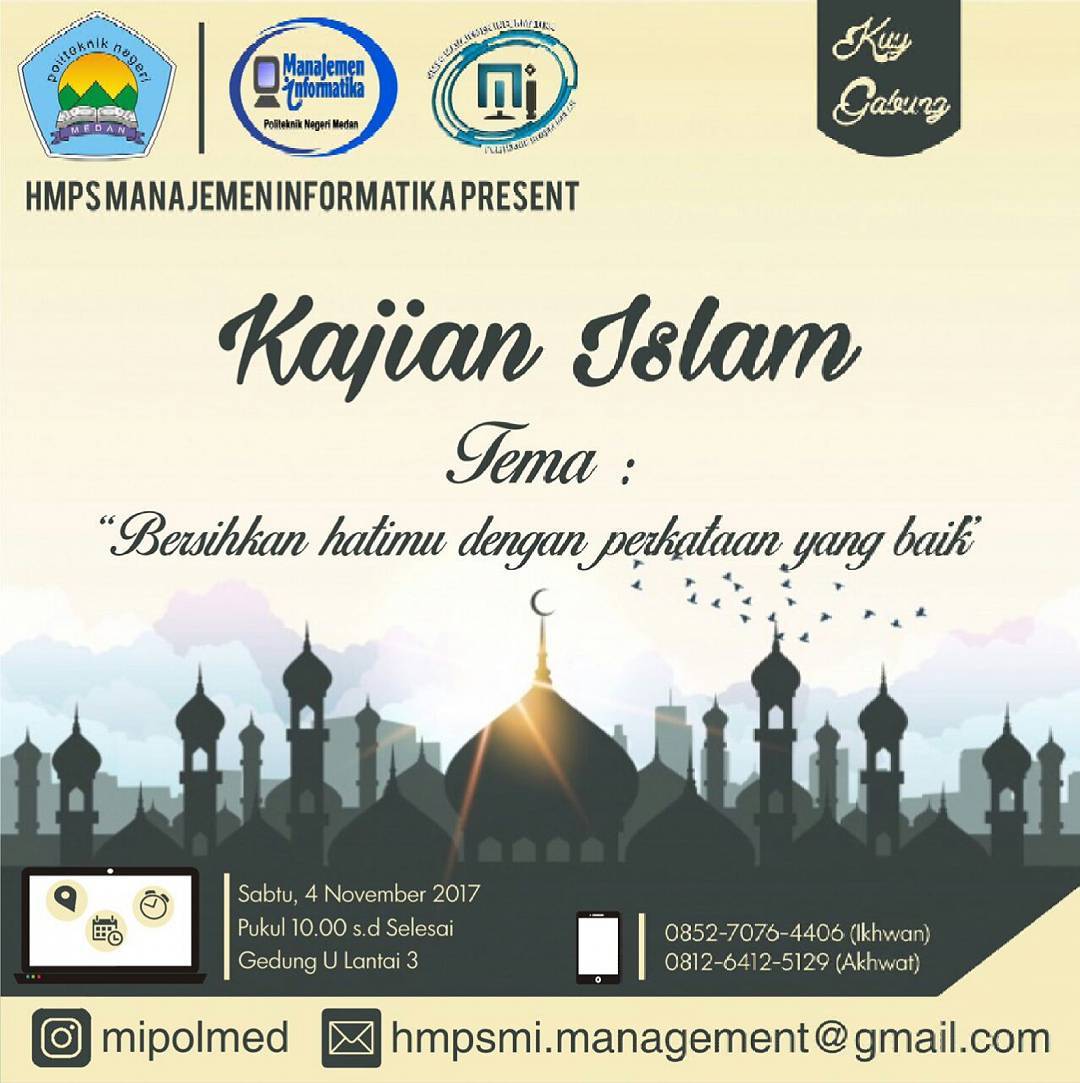 politeknik negeri
MEDAN
Manajemen
Informatika
Politeknik Negeri Medan
Mi
Kuy
Gabung
HMPS MANAJEMEN INFORMATIKA PRESENT
Kajian Islam
Tema :
“Bersihkan hatimu dengan perkataan yang baik”
Sabtu, 4 November 2017
Pukul 10.00 s.d Selesai
Gedung U Lantai 3
0852-7076-4406 (Ikhwan)
0812-6412-5129 (Akhwat)
mipolmed
hmpsmi.management@gmail.com